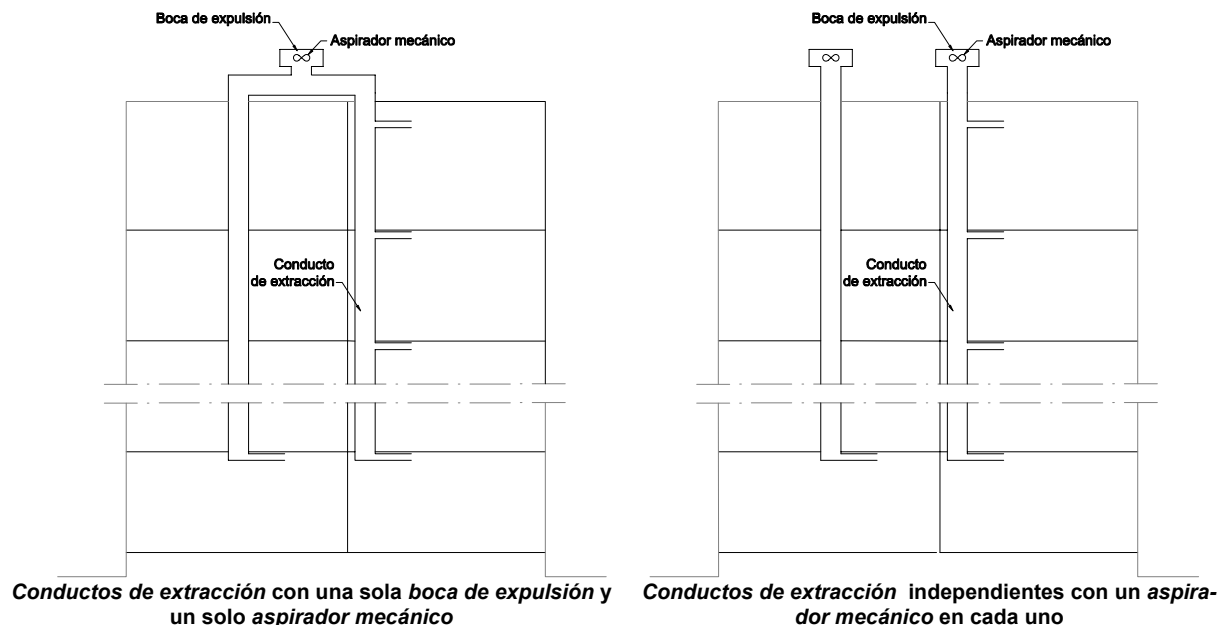 Boca de expulsión
Aspirador mecánico
Conducto
de extracción
Conductos de extracción con una sola boca de expulsión y
un solo aspirador mecánico
Boca de expulsión
Aspirador mecánico
Conducto
de extracción
Conductos de extracción independientes con un aspira-
dor mecánico en cada uno